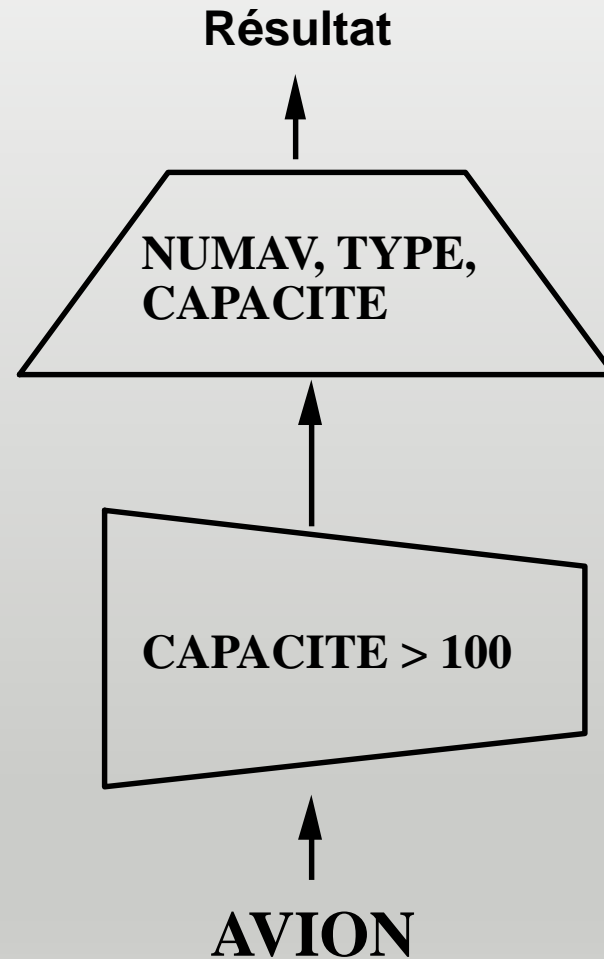 Résultat
NUMAV, TYPE,
CAPACITE
CAPACITE > 100
AVION